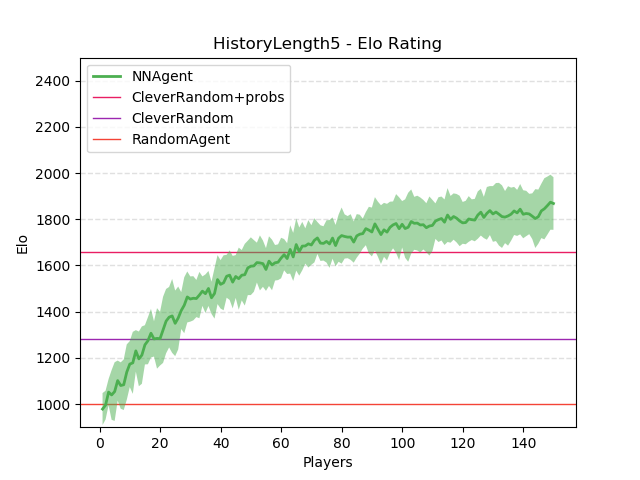 HistoryLength5 - Elo Rating
NNAgent
CleverRandom+probs
CleverRandom
RandomAgent
2400
2200
2000
1800
1600
1400
1200
1000
Elo
0 20 40 60 80 100 120 140
Players